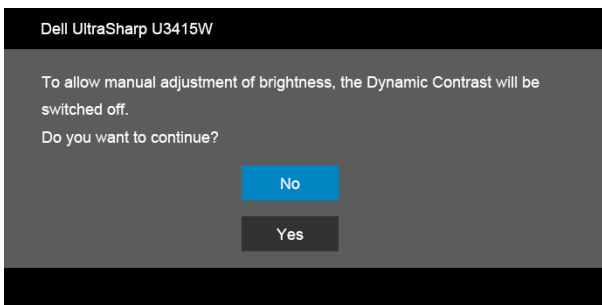 Dell UltraSharp U3415W
To allow manual adjustment of brightness, the Dynamic Contrast will be
switched off.
Do you want to continue?
No
Yes